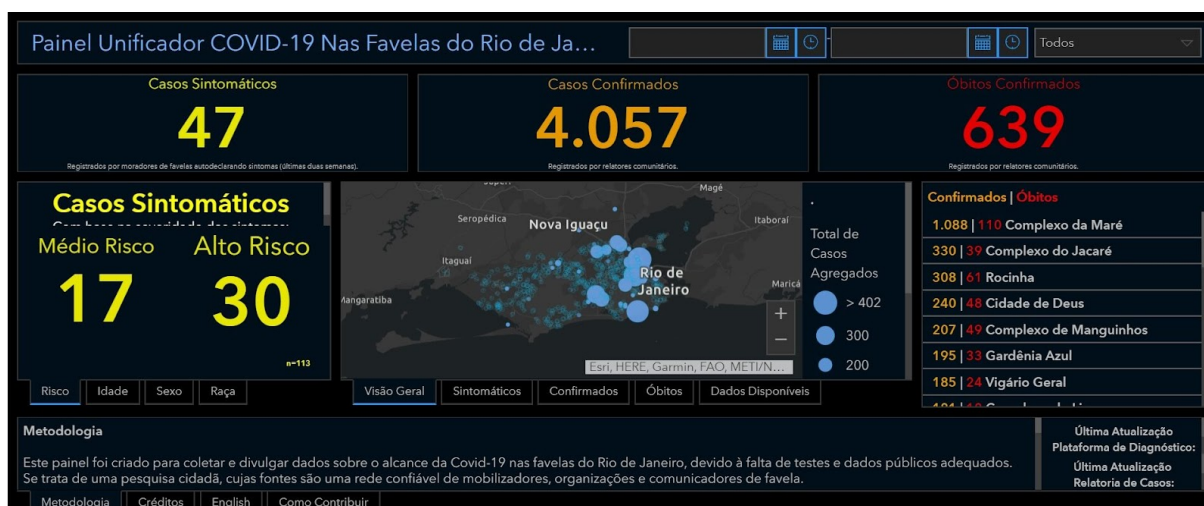 Painel Unificador COVID-19 Nas Favelas do Rio de Ja...
Todos
Casos Sintomáticos
47
Registrados por moradores de favelas autodeclarando sintomas (últimas duas semanas).
Casos Confirmados
4.057
Registrados por relatores comunitários.
Óbitos Confirmados
639
Registrados por relatores comunitários.
Casos Sintomáticos
Médio Risco
17
Alto Risco
30
n=113
Risco
Idade
Sexo
Raça
Magé
Seropédica
Nova Iguaçu
Itaboraí
Itaguaí
Rio de
Janeiro
Maricá
Mangaratiba
+
−
Esri, HERE, Garmin, FAO, METI/N...
.
Total de
Casos
Agregados
> 402
300
200
Visão Geral
Sintomáticos
Confirmados
Óbitos
Dados Disponíveis
Confirmados | Óbitos
1.088 | 110 Complexo da Maré
330 | 39 Complexo do Jacaré
308 | 61 Rocinha
240 | 48 Cidade de Deus
207 | 49 Complexo de Manguinhos
195 | 33 Gardênia Azul
185 | 24 Vigário Geral
Metodologia
Este painel foi criado para coletar e divulgar dados sobre o alcance da Covid-19 nas favelas do Rio de Janeiro, devido à falta de testes e dados públicos adequados.
Se trata de uma pesquisa cidadã, cujas fontes são uma rede confiável de mobilizadores, organizações e comunicadores de favela.
Última Atualização
Plataforma de Diagnóstico:
Última Atualização
Relatoria de Casos:
Metodologia
Créditos
English
Como Contribuir